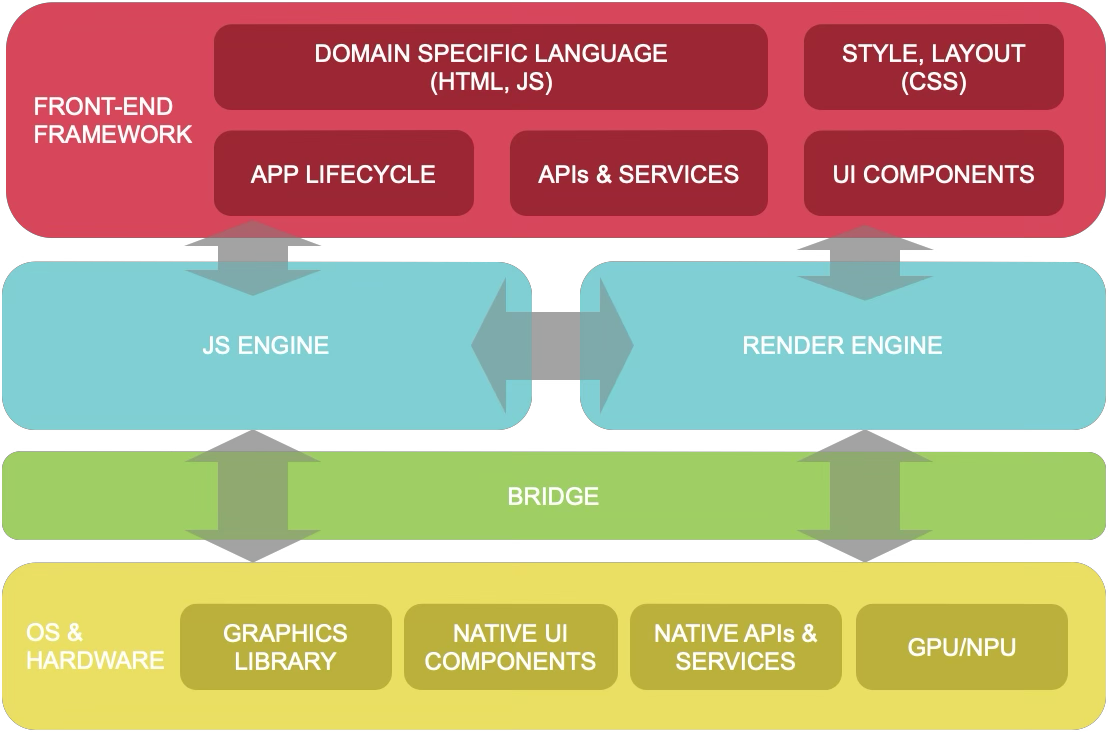 FRONT-END
FRAMEWORK
DOMAIN SPECIFIC LANGUAGE
(HTML, JS)
STYLE, LAYOUT
(CSS)
APP LIFECYCLE
APIs & SERVICES
UI COMPONENTS
JS ENGINE
RENDER ENGINE
BRIDGE
OS &
HARDWARE
GRAPHICS
LIBRARY
NATIVE UI
COMPONENTS
NATIVE APIs &
SERVICES
GPU/NPU